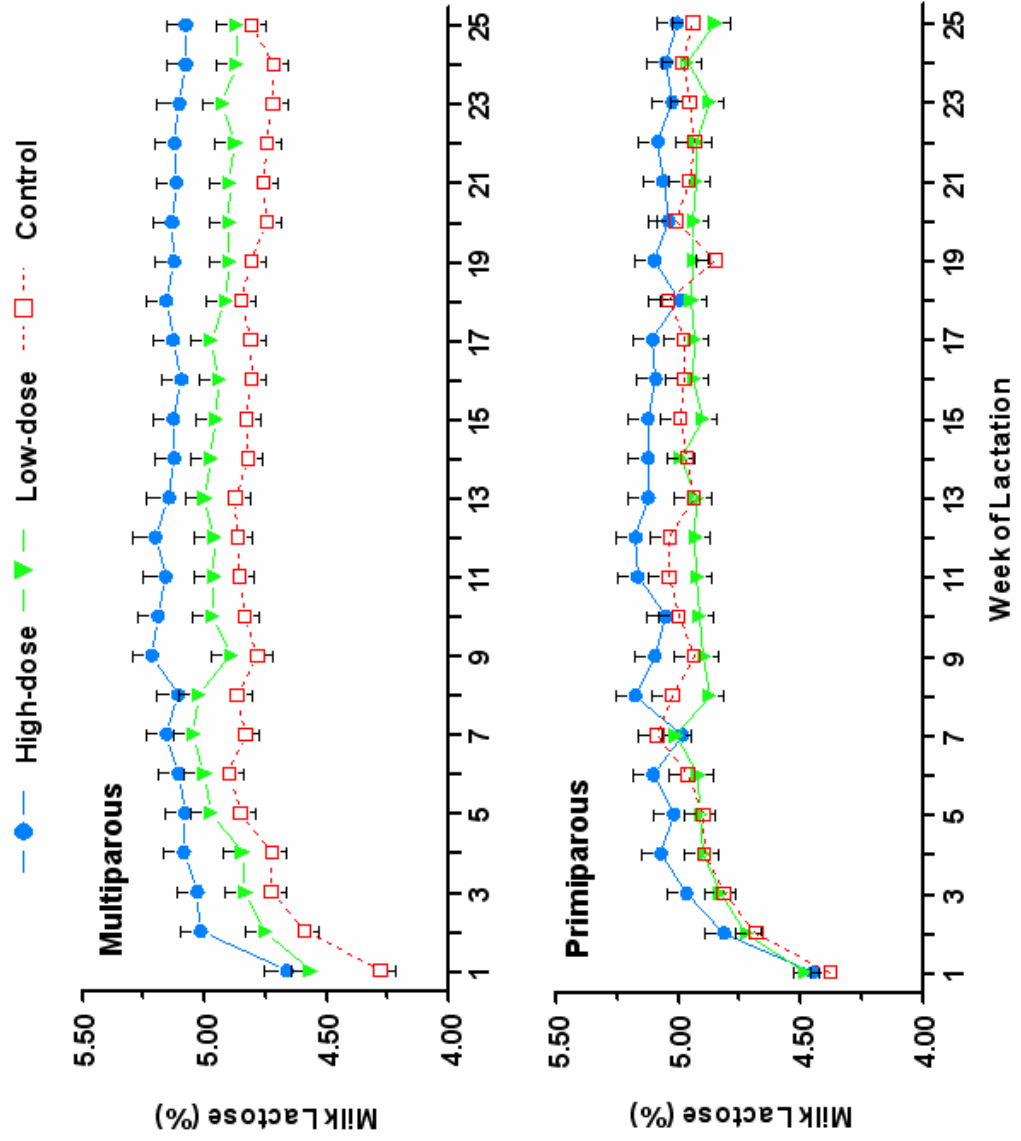 High-dose Low-dose Control
Multiparous
Milk Lactose (%)
5.50
5.00
4.50
4.00
1 3 5 7 9 11 13 15 17 19 21 23 25
Primiparous
Milk Lactose (%)
5.50
5.00
4.50
4.00
1 3 5 7 9 11 13 15 17 19 21 23 25
Week of Lactation